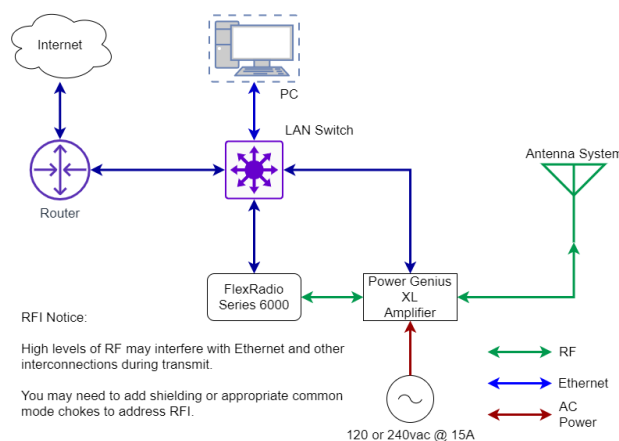 Internet
PC
LAN Switch
Antenna System
Router
FlexRadio
Series 6000
Power Genius
XL
Amplifier
RFI Notice:
High levels of RF may interfere with Ethernet and other
interconnections during transmit.
You may need to add shielding or appropriate common
mode chokes to address RFI.
RF
Ethernet
AC
Power
120 or 240vac @ 15A